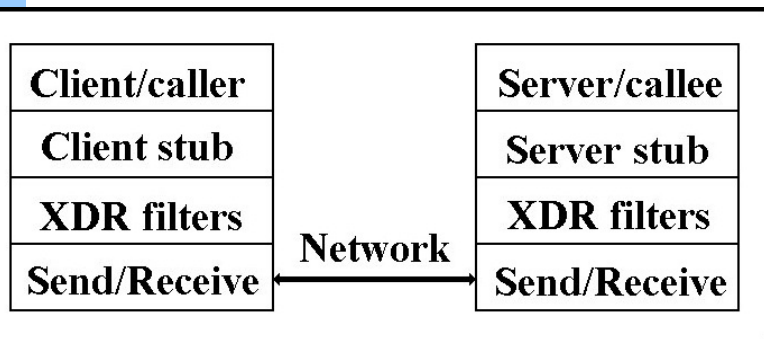 Client/caller
Client stub
XDR filters
Send/Receive
Network
Server/callee
Server stub
XDR filters
Send/Receive